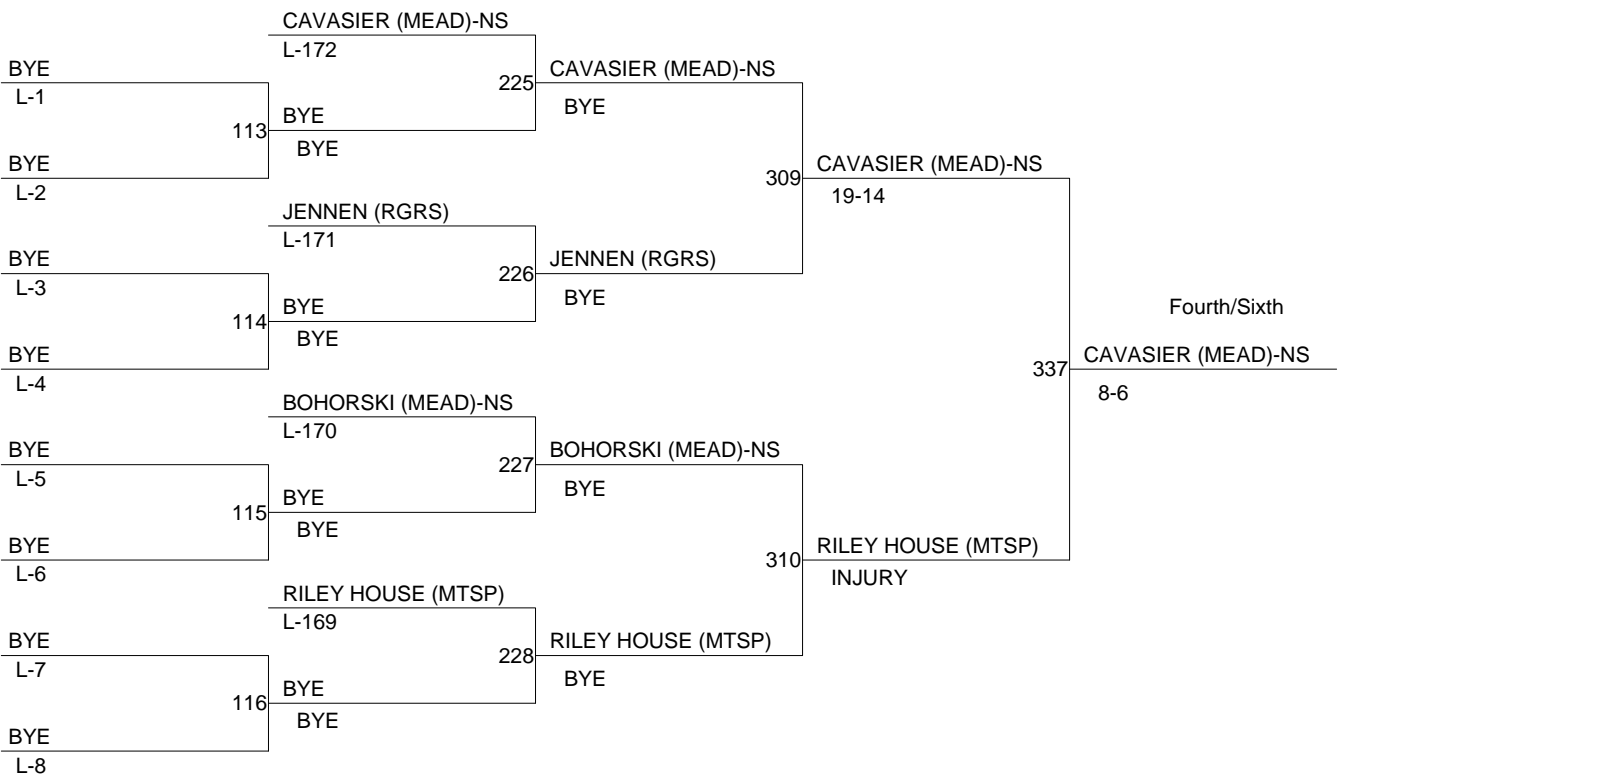 CAVASIER (MEAD)-NS
L-172
BYE
L-1
225
CAVASIER (MEAD)-NS
BYE
113
BYE
BYE
BYE
L-2
309
CAVASIER (MEAD)-NS
19-14
JENNEN (RGRS)
L-171
BYE
L-3
226
JENNEN (RGRS)
BYE
114
BYE
BYE
BYE
L-4
Fourth/Sixth
337
CAVASIER (MEAD)-NS
8-6
BOHORSKI (MEAD)-NS
L-170
BYE
L-5
227
BOHORSKI (MEAD)-NS
BYE
115
BYE
BYE
BYE
L-6
310
RILEY HOUSE (MTSP)
INJURY
RILEY HOUSE (MTSP)
L-169
BYE
L-7
228
RILEY HOUSE (MTSP)
BYE
116
BYE
BYE
BYE
L-8